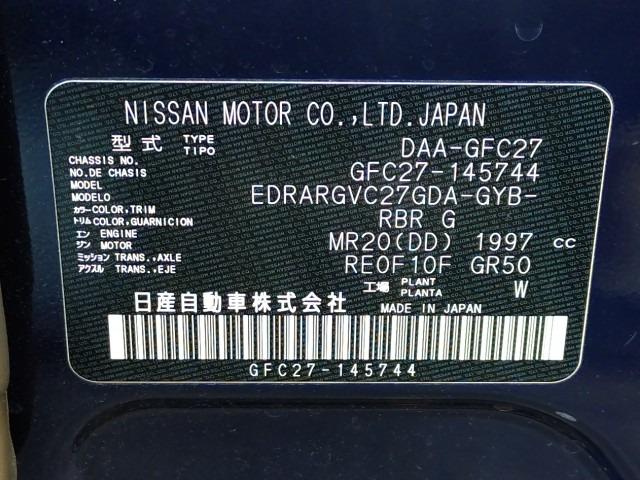 NISSAN MOTOR CO.,LTD.JAPAN
型式 TYPE TIPO DAA-GFC27
CHASSIS NO. NO.DE CHASIS GFC27-145744
MODEL MODELO EDRARGVC27GDA-GYB-
カラー COLOR,TRIM トリム COLOR,GUARNICION RBR G
エンジン ENGINE MOTOR MR20(DD) 1997 cc
ミッション TRANS.,AXLE アクスル TRANS.,EJE RE0F10F GR50
工場 PLANT PLANTA W
日産自動車株式会社 MADE IN JAPAN
GFC27-145744